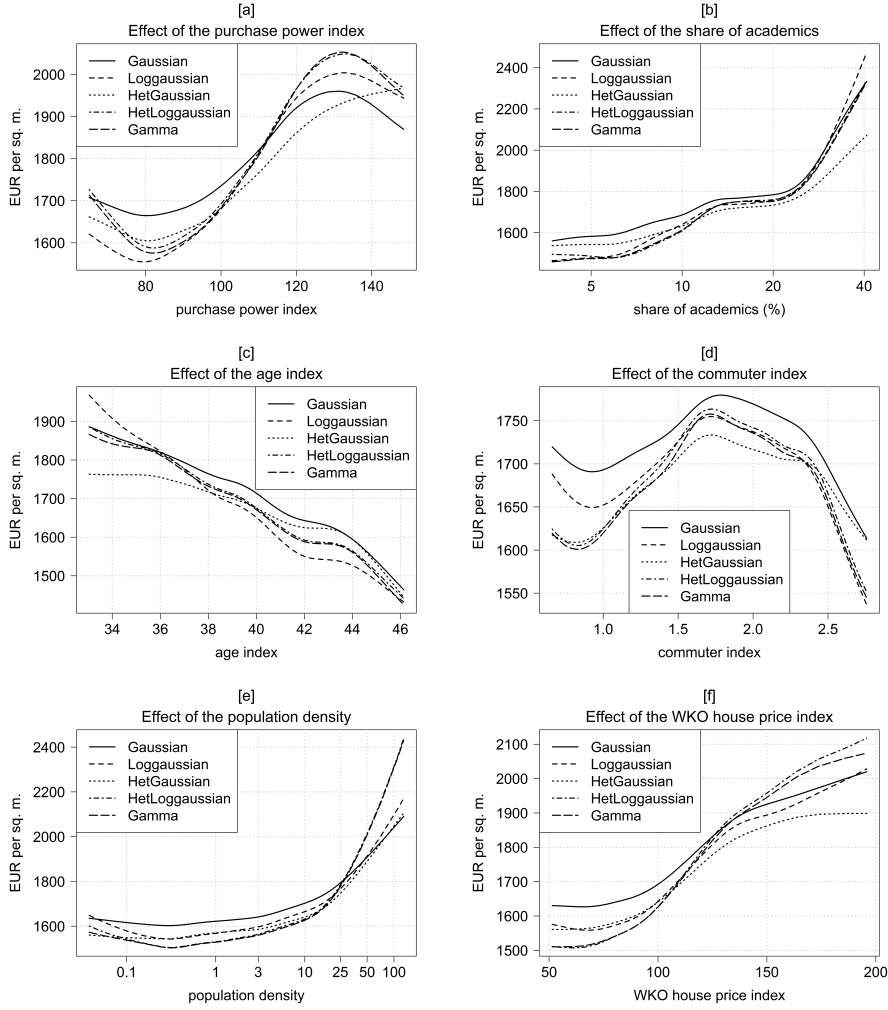 [a]
Effect of the purchase power index
EUR per sq. m.
2000
1900
1800
1700
1600
Gaussian
Loggaussian
HetGaussian
HetLoggaussian
Gamma
80 100 120 140
purchase power index
[b]
Effect of the share of academics
EUR per sq. m.
2400
2200
2000
1800
1600
Gaussian
Loggaussian
HetGaussian
HetLoggaussian
Gamma
5 10 20 40
share of academics (%)
[c]
Effect of the age index
EUR per sq. m.
1900
1800
1700
1600
1500
Gaussian
Loggaussian
HetGaussian
HetLoggaussian
Gamma
34 36 38 40 42 44 46
age index
[d]
Effect of the commuter index
EUR per sq. m.
1750
1700
1650
1600
1550
Gaussian
Loggaussian
HetGaussian
HetLoggaussian
Gamma
1.0 1.5 2.0 2.5
commuter index
[e]
Effect of the population density
EUR per sq. m.
2400
2200
2000
1800
1600
Gaussian
Loggaussian
HetGaussian
HetLoggaussian
Gamma
0.1 1 3 10 25 50 100
population density
[f]
Effect of the WKO house price index
EUR per sq. m.
2100
2000
1900
1800
1700
1600
1500
Gaussian
Loggaussian
HetGaussian
HetLoggaussian
Gamma
50 100 150 200
WKO house price index